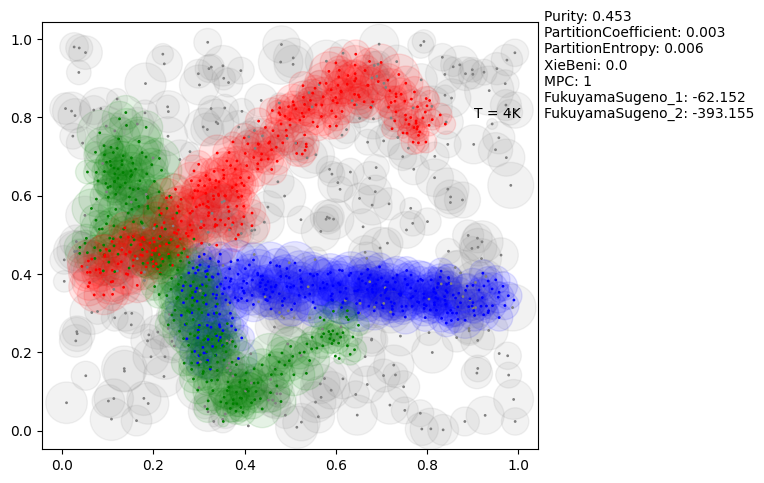 Purity: 0.453
PartitionCoefficient: 0.003
PartitionEntropy: 0.006
XieBeni: 0.0
MPC: 1
FukuyamaSugeno_1: -62.152
FukuyamaSugeno_2: -393.155
T = 4K
1.0
0.8
0.6
0.4
0.2
0.0
0.0 0.2 0.4 0.6 0.8 1.0